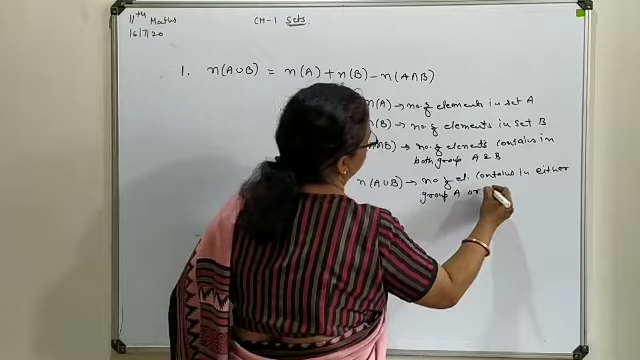 11th Maths
16/7/20
CH-1 Sets.
1. n(A∪B) = n(A) + n(B) - n(A∩B)
n(A) → no. of elements in set A
(B) → no. of elements in set B
∩B) → no. of elements contains in
both group A & B
n(A∪B) → no of el. contains in either
group A or